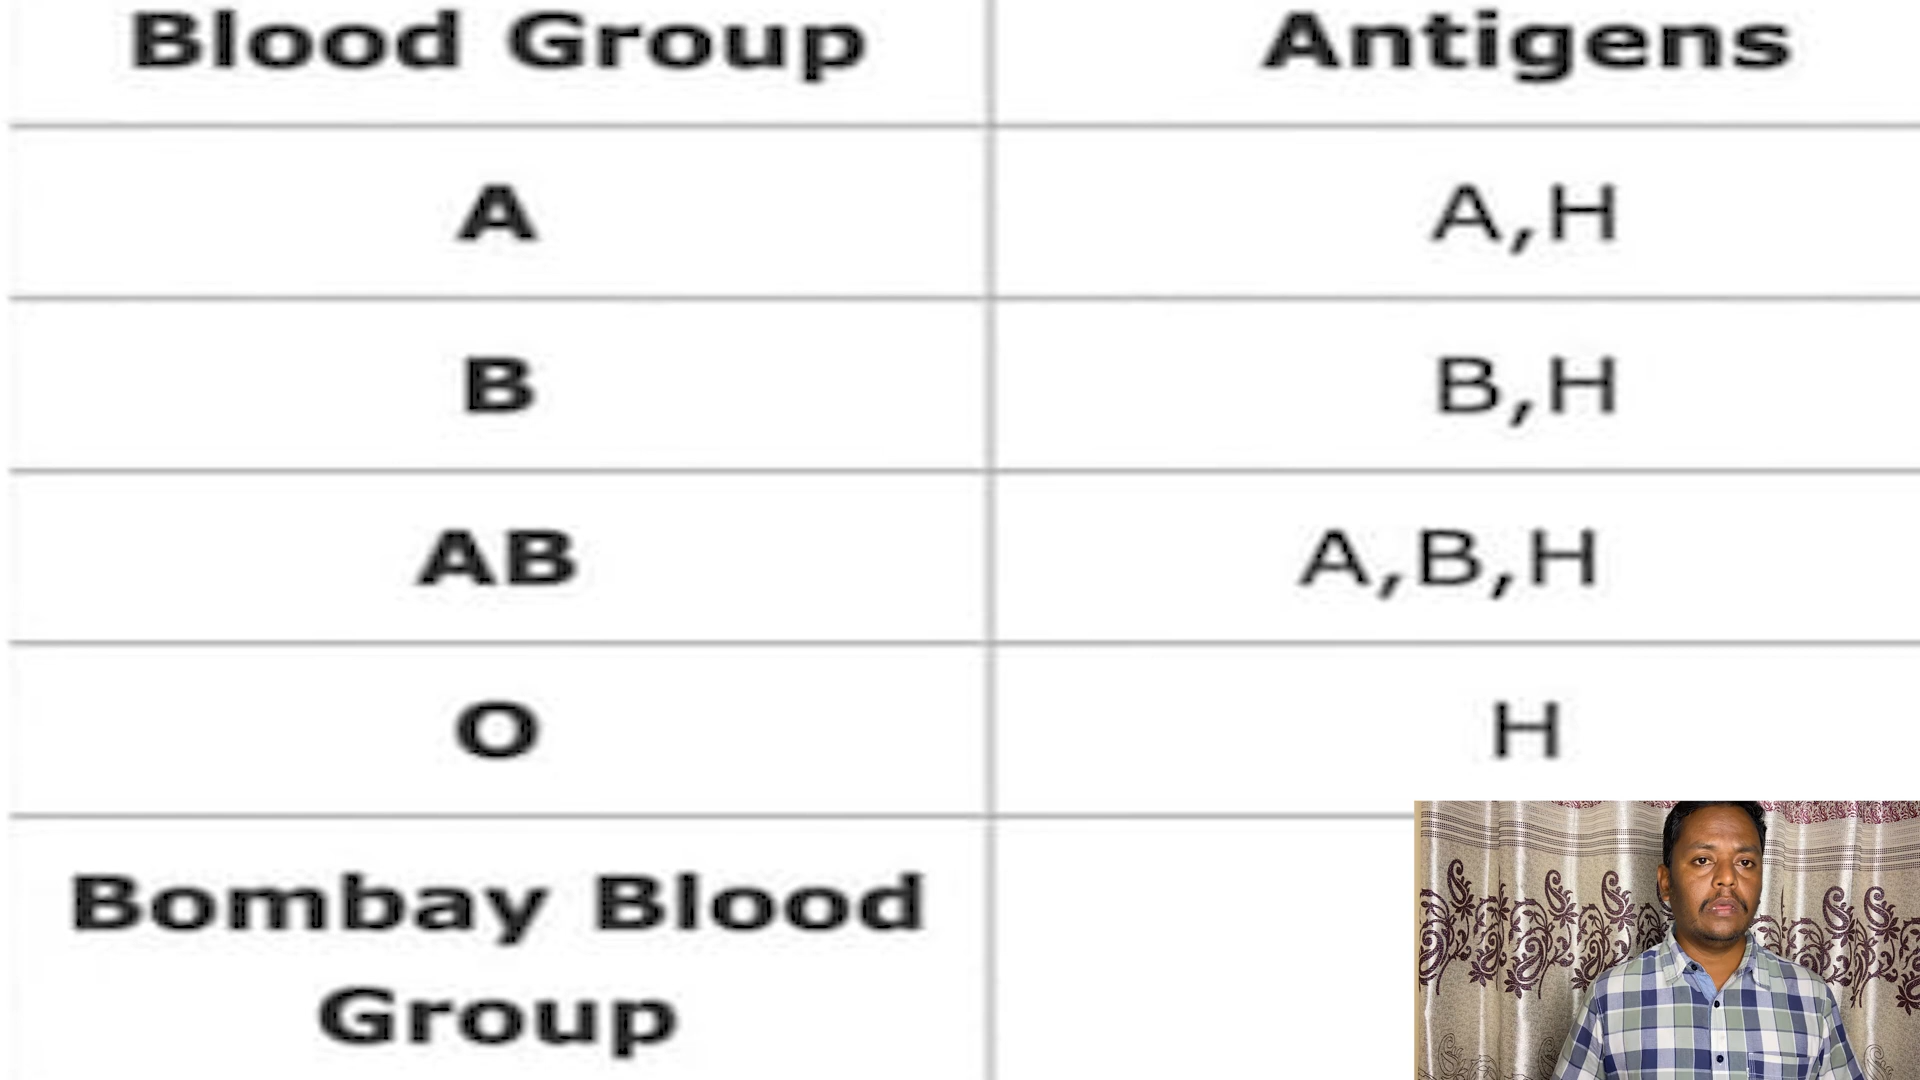 Blood Group Antigens
A A,H
B B,H
AB A,B,H
O H
Bombay Blood
Group